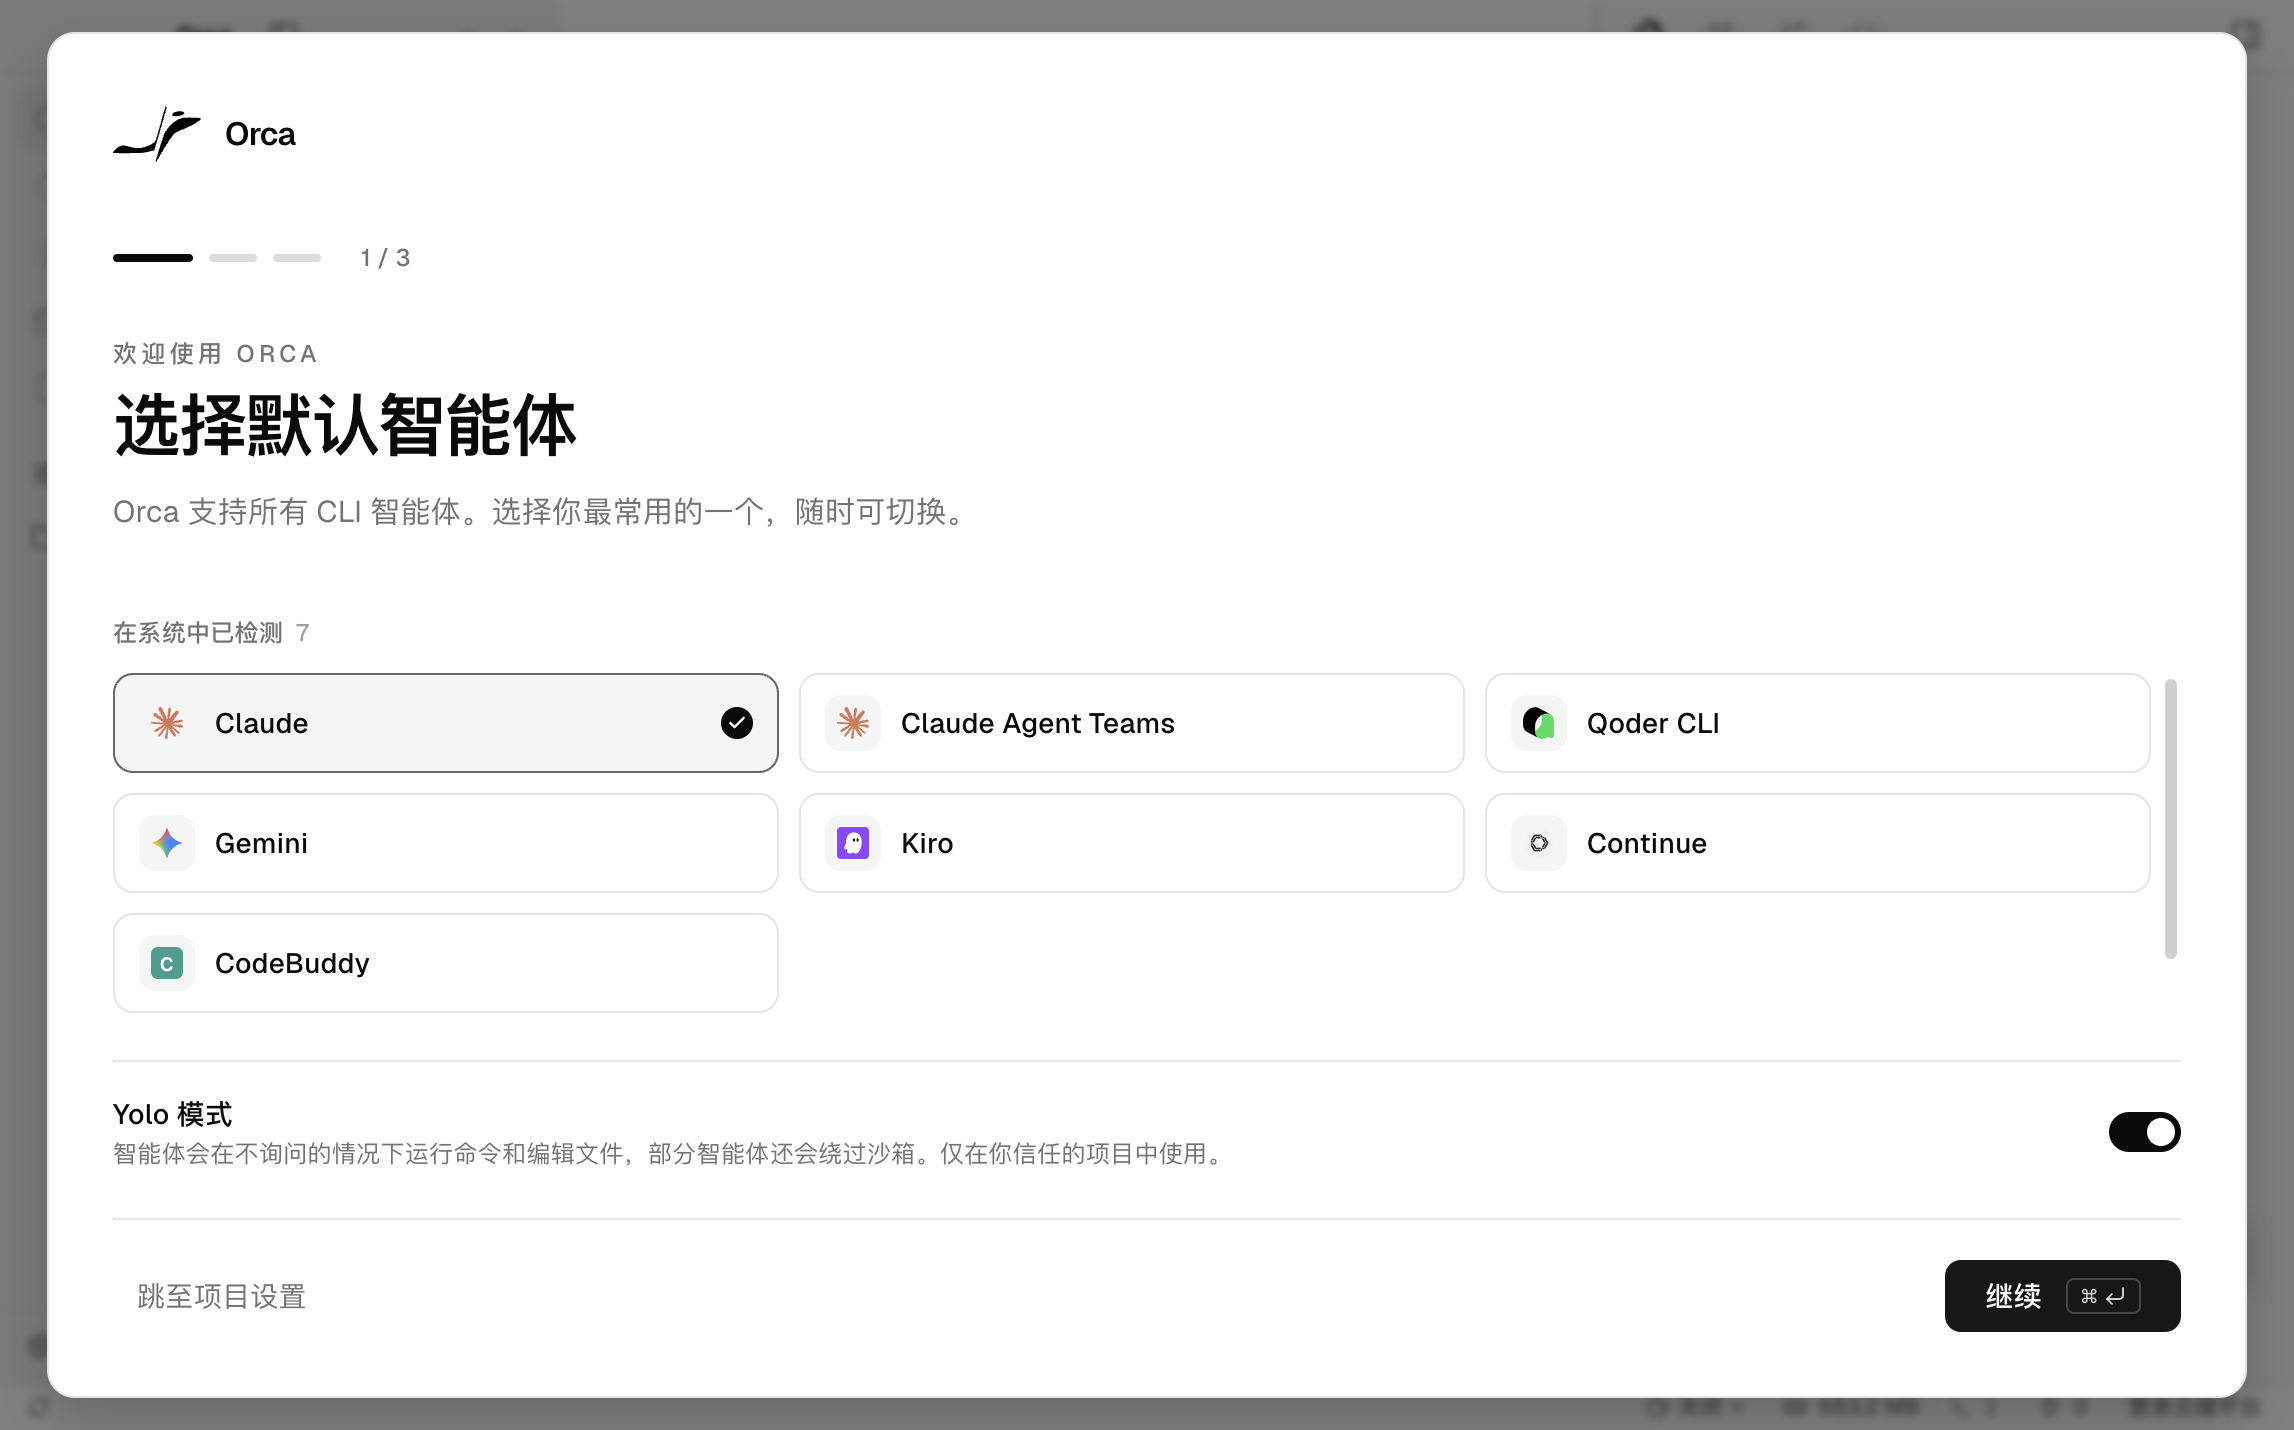 Orca
1 / 3
欢迎使用 ORCA
选择默认智能体
Orca 支持所有 CLI 智能体。选择你最常用的一个，随时可切换。
在系统中已检测 7
Claude
Claude Agent Teams
Qoder CLI
Gemini
Kiro
Continue
C
CodeBuddy
Yolo 模式
智能体会在不询问的情况下运行命令和编辑文件，部分智能体还会绕过沙箱。仅在你信任的项目中使用。
跳至项目设置
继续 ⌘ ↵